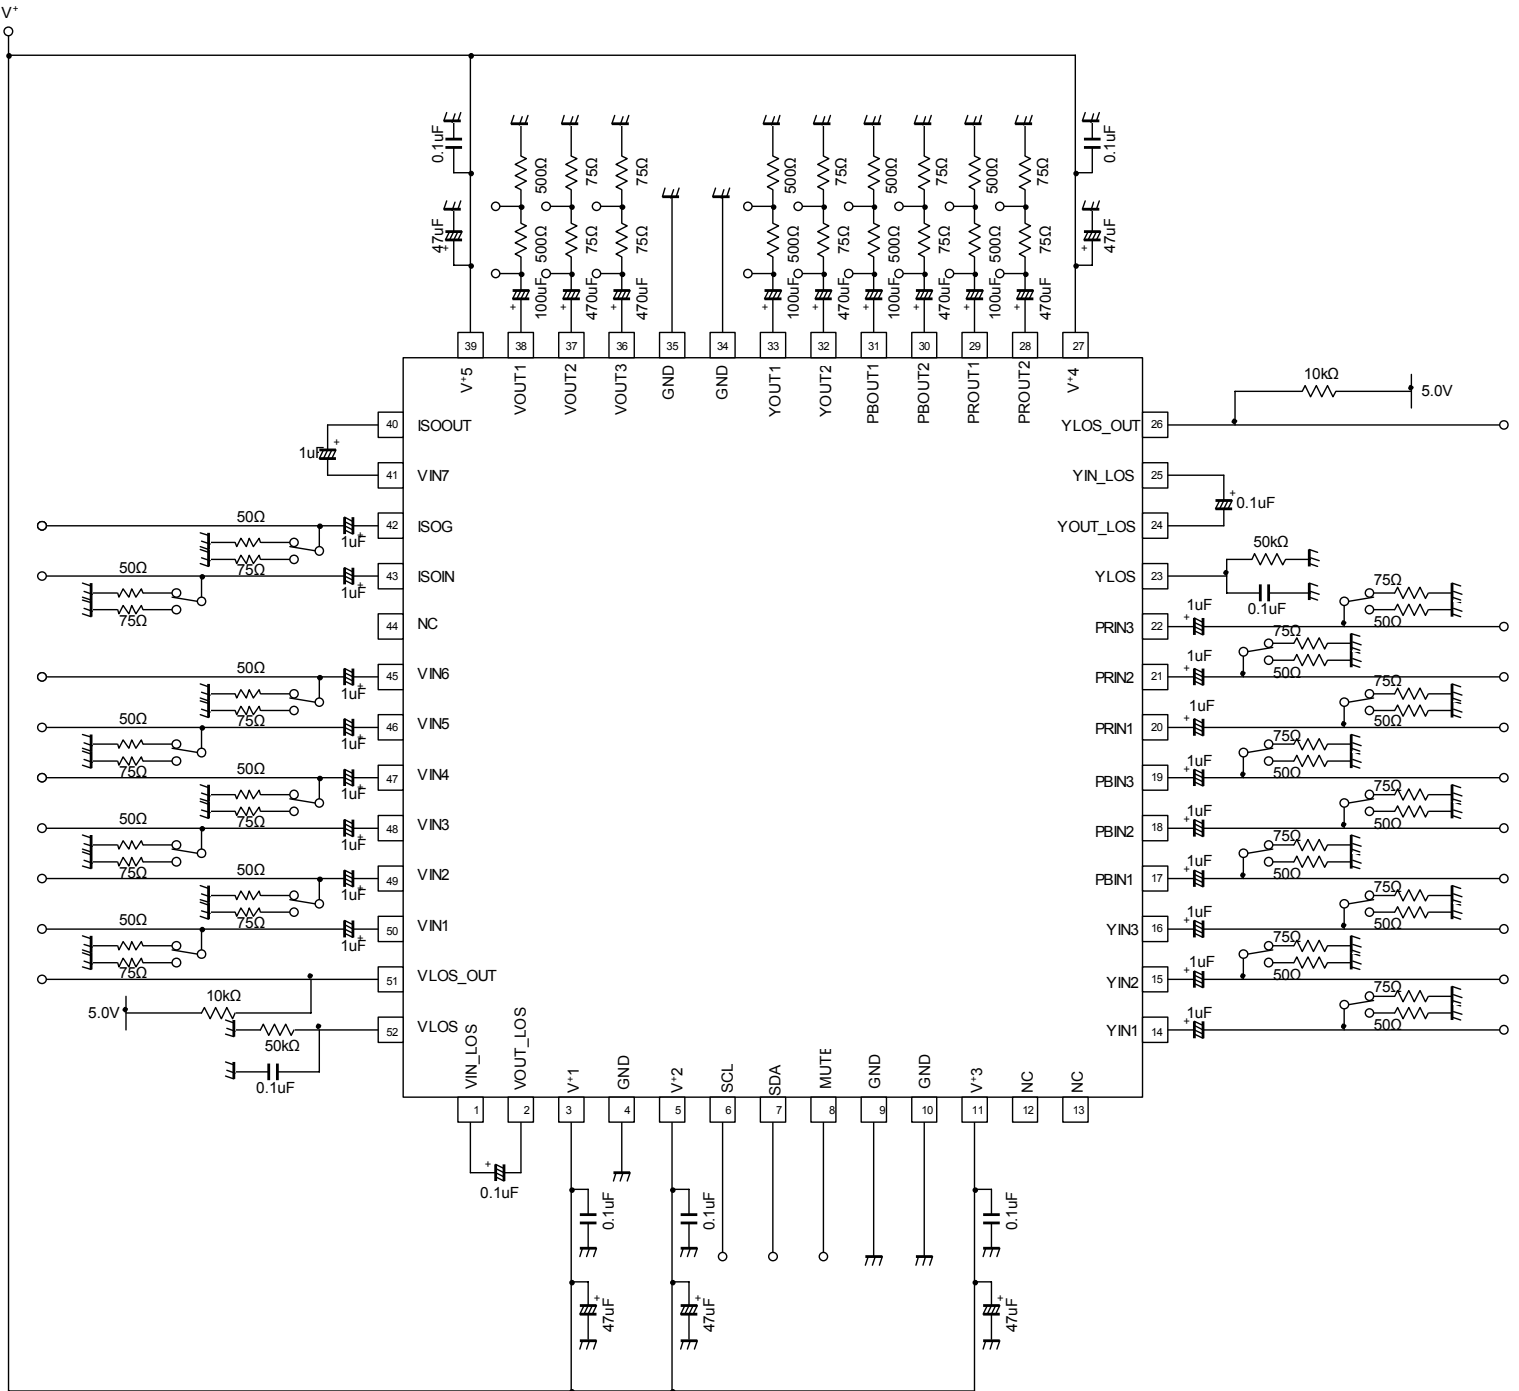 V+
0.1uF
500Ω
75Ω
75Ω
500Ω
75Ω
500Ω
75Ω
500Ω
75Ω
0.1uF
47uF
+
500Ω
75Ω
75Ω
500Ω
75Ω
500Ω
75Ω
500Ω
75Ω
47uF
+
+ 100uF
+ 470uF
+ 470uF
+ 100uF
+ 470uF
+ 100uF
+ 470uF
+ 100uF
+ 470uF
39
38
37
36
35
34
33
32
31
30
29
28
27
V+5
VOUT1
VOUT2
VOUT3
GND
GND
YOUT1
YOUT2
PBOUT1
PBOUT2
PROUT1
PROUT2
V+4
40 ISOOUT
1uF +
41 VIN7
50Ω
42 ISOG
1uF +
75Ω
50Ω
43 ISOIN
1uF +
75Ω
44 NC
50Ω
45 VIN6
1uF +
75Ω
50Ω
46 VIN5
1uF +
75Ω
50Ω
47 VIN4
1uF +
75Ω
50Ω
48 VIN3
1uF +
75Ω
50Ω
49 VIN2
1uF +
75Ω
50Ω
50 VIN1
1uF +
75Ω
51 VLOS_OUT
5.0V
10kΩ
52 VLOS
50kΩ
0.1uF
10kΩ
5.0V
YLOS_OUT 26
YIN_LOS 25
+
0.1uF
YOUT_LOS 24
50kΩ
YLOS 23
0.1uF
75Ω
1uF
PRIN3 22 +
50Ω
75Ω
1uF
PRIN2 21 +
50Ω
75Ω
1uF
PRIN1 20 +
50Ω
75Ω
1uF
PBIN3 19 +
50Ω
75Ω
1uF
PBIN2 18 +
50Ω
75Ω
1uF
PBIN1 17 +
50Ω
75Ω
1uF
YIN3 16 +
50Ω
75Ω
1uF
YIN2 15 +
50Ω
75Ω
1uF
YIN1 14 +
50Ω
VIN_LOS
VOUT_LOS
V+1
GND
V+2
SCL
SDA
MUTE
GND
GND
V+3
NC
NC
1
2
3
4
5
6
7
8
9
10
11
12
13
+
0.1uF
0.1uF
0.1uF
0.1uF
+ 47uF
+ 47uF
+ 47uF